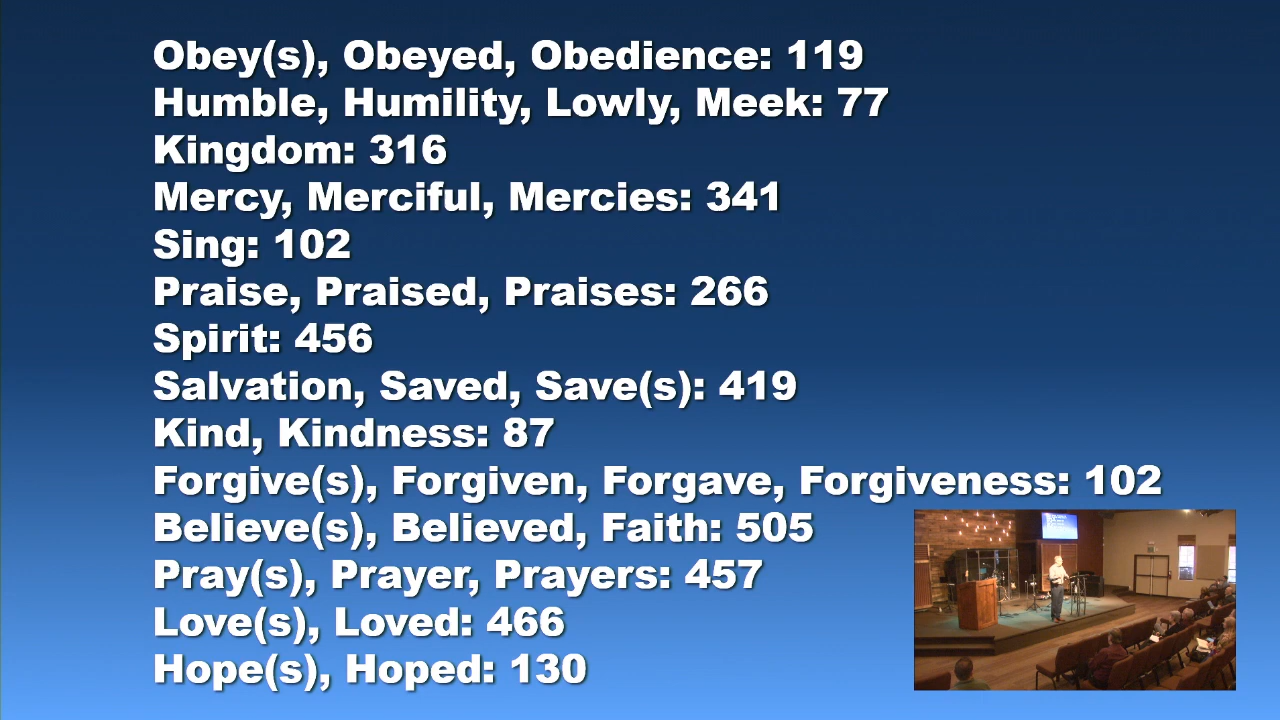 Obey(s), Obeyed, Obedience: 119
Humble, Humility, Lowly, Meek: 77
Kingdom: 316
Mercy, Merciful, Mercies: 341
Sing: 102
Praise, Praised, Praises: 266
Spirit: 456
Salvation, Saved, Save(s): 419
Kind, Kindness: 87
Forgive(s), Forgiven, Forgave, Forgiveness: 102
Believe(s), Believed, Faith: 505
Pray(s), Prayer, Prayers: 457
Love(s), Loved: 466
Hope(s), Hoped: 130